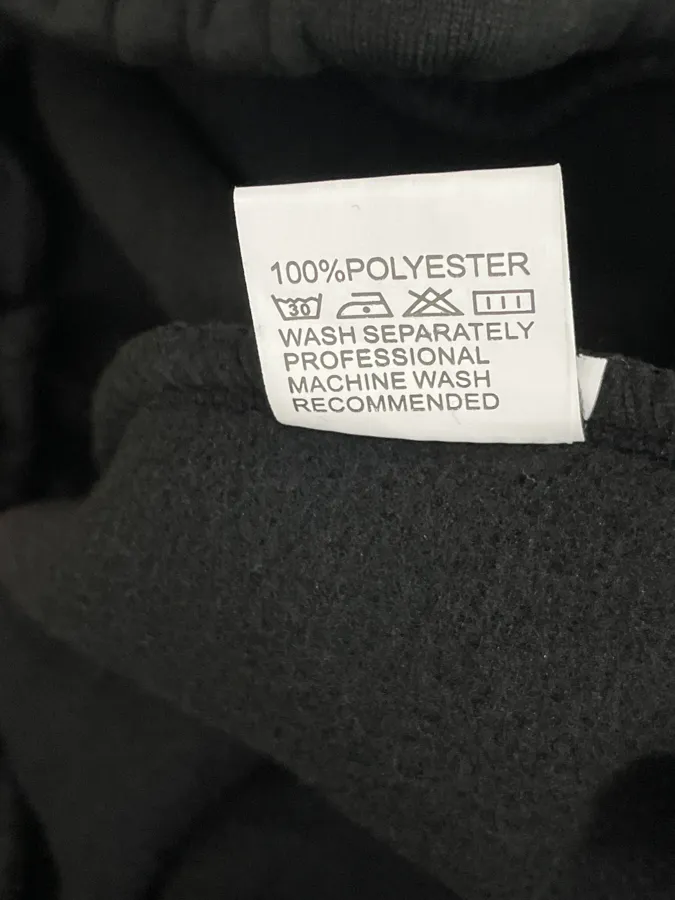 100%POLYESTER
30
WASH SEPARATELY
PROFESSIONAL
MACHINE WASH
RECOMMENDED